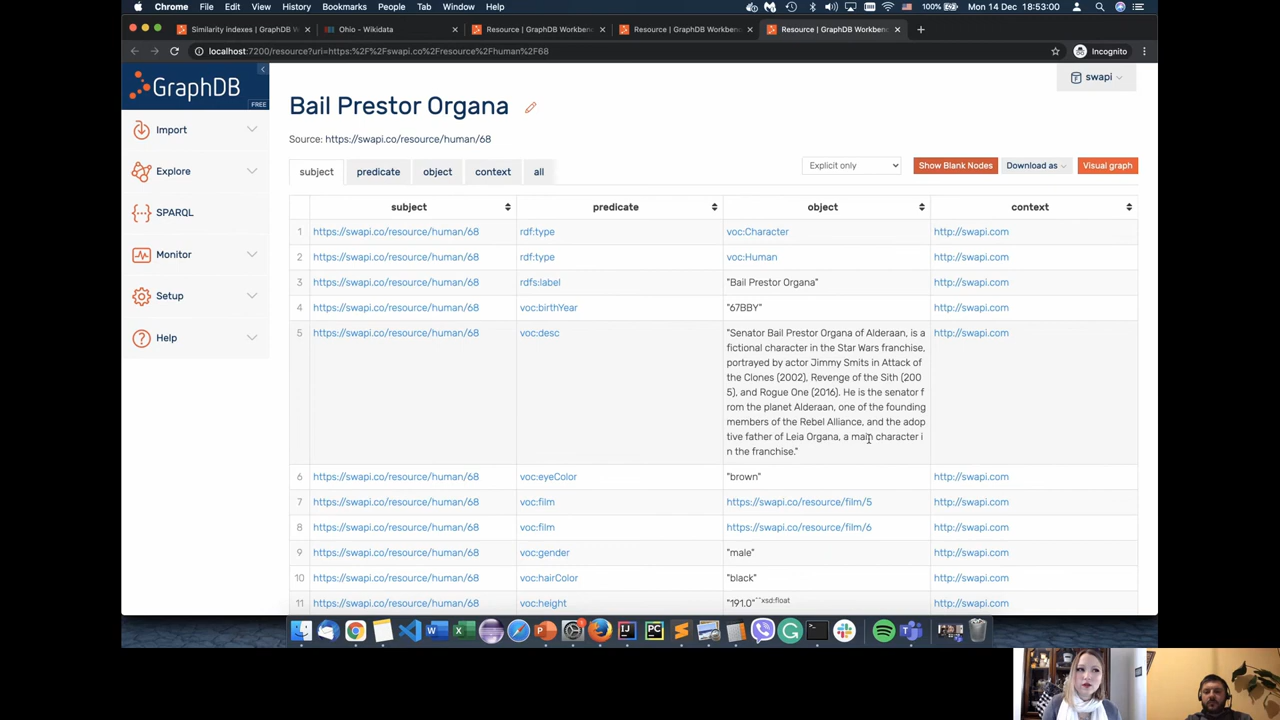 Chrome File Edit View History Bookmarks People Tab Window Help 100% Mon 14 Dec 18:53:00
Similarity indexes | GraphDB W
Ohio - Wikidata
Resource | GraphDB Workbenc
Resource | GraphDB Workbenc
Resource | GraphDB Workbenc
localhost:7200/resource?uri=https:%2F%2Fswapi.co%2Fresource%2Fhuman%2F68
Incognito
GraphDB
FREE
swapi
Import
Explore
SPARQL
Monitor
Setup
Help
Bail Prestor Organa
Source: https://swapi.co/resource/human/68
subject predicate object context all
Explicit only Show Blank Nodes Download as Visual graph
subject predicate object context
1 https://swapi.co/resource/human/68 rdf:type voc:Character http://swapi.com
2 https://swapi.co/resource/human/68 rdf:type voc:Human http://swapi.com
3 https://swapi.co/resource/human/68 rdfs:label "Bail Prestor Organa" http://swapi.com
4 https://swapi.co/resource/human/68 voc:birthYear "67BBY" http://swapi.com
5 https://swapi.co/resource/human/68 voc:desc "Senator Bail Prestor Organa of Alderaan, is a http://swapi.com
fictional character in the Star Wars franchise,
portrayed by actor Jimmy Smits in Attack of
the Clones (2002), Revenge of the Sith (200
5), and Rogue One (2016). He is the senator f
rom the planet Alderaan, one of the founding
members of the Rebel Alliance, and the adop
tive father of Leia Organa, a main character i
n the franchise."
6 https://swapi.co/resource/human/68 voc:eyeColor "brown" http://swapi.com
7 https://swapi.co/resource/human/68 voc:film https://swapi.co/resource/film/5 http://swapi.com
8 https://swapi.co/resource/human/68 voc:film https://swapi.co/resource/film/6 http://swapi.com
9 https://swapi.co/resource/human/68 voc:gender "male" http://swapi.com
10 https://swapi.co/resource/human/68 voc:hairColor "black" http://swapi.com
11 https://swapi.co/resource/human/68 voc:height "191.0"^^xsd:float http://swapi.com